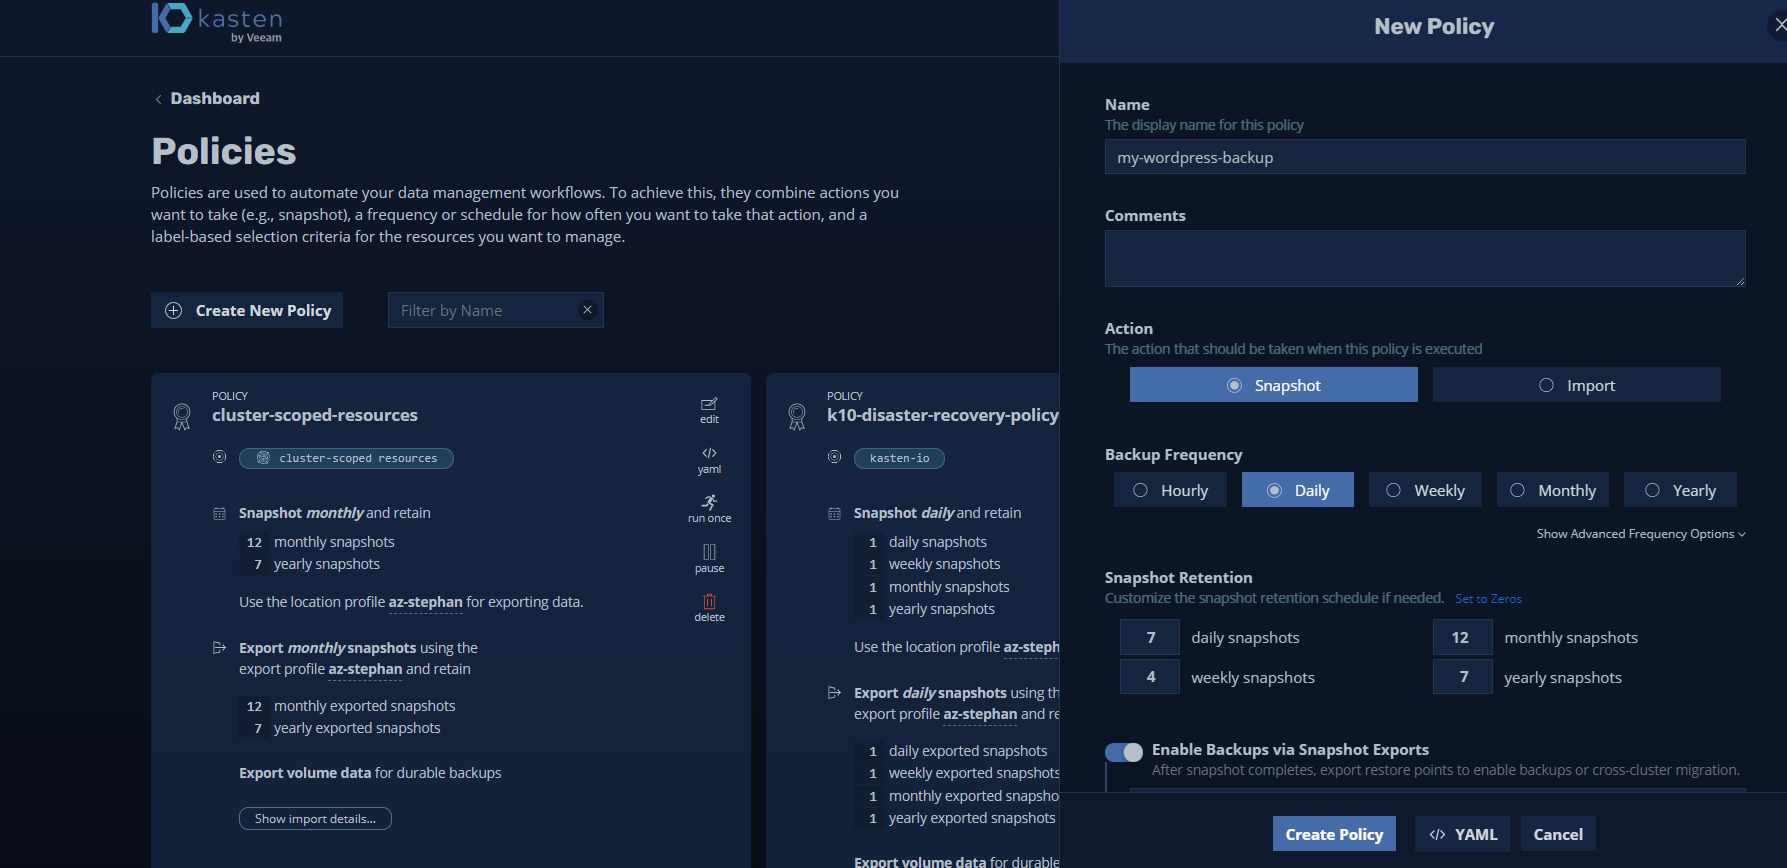 kasten
by Veeam
Dashboard
Policies
Policies are used to automate your data management workflows. To achieve this, they combine actions you
want to take (e.g., snapshot), a frequency or schedule for how often you want to take that action, and a
label-based selection criteria for the resources you want to manage.
Create New Policy
Filter by Name
POLICY
cluster-scoped-resources
edit
cluster-scoped resources
yaml
Snapshot monthly and retain
run once
12 monthly snapshots
7 yearly snapshots
pause
Use the location profile az-stephan for exporting data.
delete
Export monthly snapshots using the
export profile az-stephan and retain
12 monthly exported snapshots
7 yearly exported snapshots
Export volume data for durable backups
Show import details...
POLICY
k10-disaster-recovery-policy
kasten-io
Snapshot daily and retain
1 daily snapshots
1 weekly snapshots
1 monthly snapshots
1 yearly snapshots
Use the location profile az-steph
Export daily snapshots using th
export profile az-stephan and re
1 daily exported snapshots
1 weekly exported snapshots
1 monthly exported snapsho
1 yearly exported snapshots
Export volume data for durable
New Policy
Name
The display name for this policy
my-wordpress-backup
Comments
Action
The action that should be taken when this policy is executed
Snapshot Import
Backup Frequency
Hourly Daily Weekly Monthly Yearly
Show Advanced Frequency Options
Snapshot Retention
Customize the snapshot retention schedule if needed. Set to Zeros
7 daily snapshots 12 monthly snapshots
4 weekly snapshots 7 yearly snapshots
Enable Backups via Snapshot Exports
After snapshot completes, export restore points to enable backups or cross-cluster migration.
Create Policy </> YAML Cancel